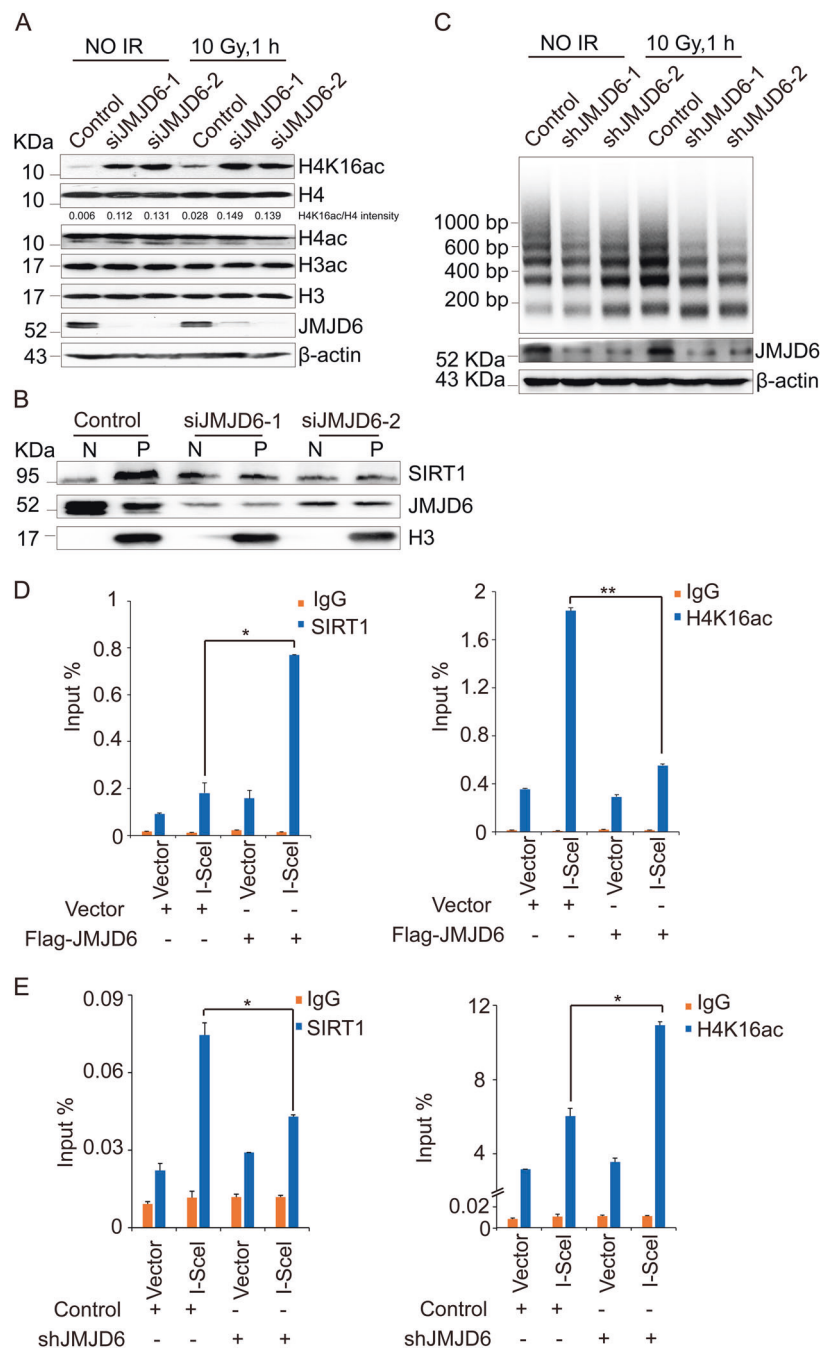 A
NO IR 10 Gy,1 h
Control siJMJD6-1 siJMJD6-2 Control siJMJD6-1 siJMJD6-2
KDa
10 H4K16ac
10 H4
0.006 0.112 0.131 0.028 0.149 0.139 H4K16ac/H4 intensity
10 H4ac
17 H3ac
17 H3
52 JMJD6
43 β-actin
B
Control siJMJD6-1 siJMJD6-2
KDa N P N P N P
95 SIRT1
52 JMJD6
17 H3
C
NO IR 10 Gy,1 h
Control shJMJD6-1 shJMJD6-2 Control shJMJD6-1 shJMJD6-2
1000 bp
600 bp
400 bp
200 bp
52 KDa JMJD6
43 KDa β-actin
D
Input %
1
0.8
0.6
0.4
0.2
0
IgG
SIRT1
*
Vector I-SceI Vector I-SceI
Vector + + - -
Flag-JMJD6 - - + +
Input %
2
1.6
1.2
0.8
0.4
0
IgG
H4K16ac
**
Vector I-SceI Vector I-SceI
Vector + + - -
Flag-JMJD6 - - + +
E
Input %
0.09
0.06
0.03
0
IgG
SIRT1
*
Vector I-SceI Vector I-SceI
Control + + - -
shJMJD6 - - + +
Input %
12
9
6
3
0.02
0
IgG
H4K16ac
*
Vector I-SceI Vector I-SceI
Control + + - -
shJMJD6 - - + +